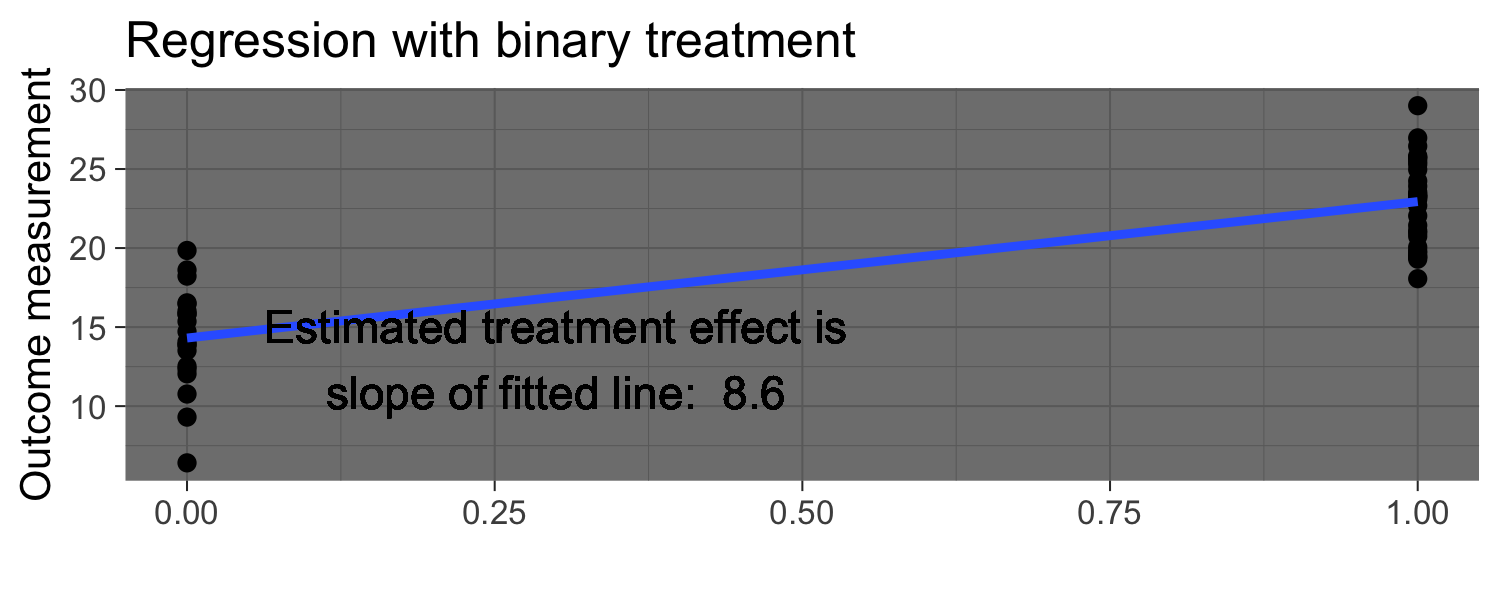 Regression with binary treatment
Outcome measurement
30
25
20
15
10
Estimated treatment effect is
slope of fitted line:  8.6
0.00 0.25 0.50 0.75 1.00